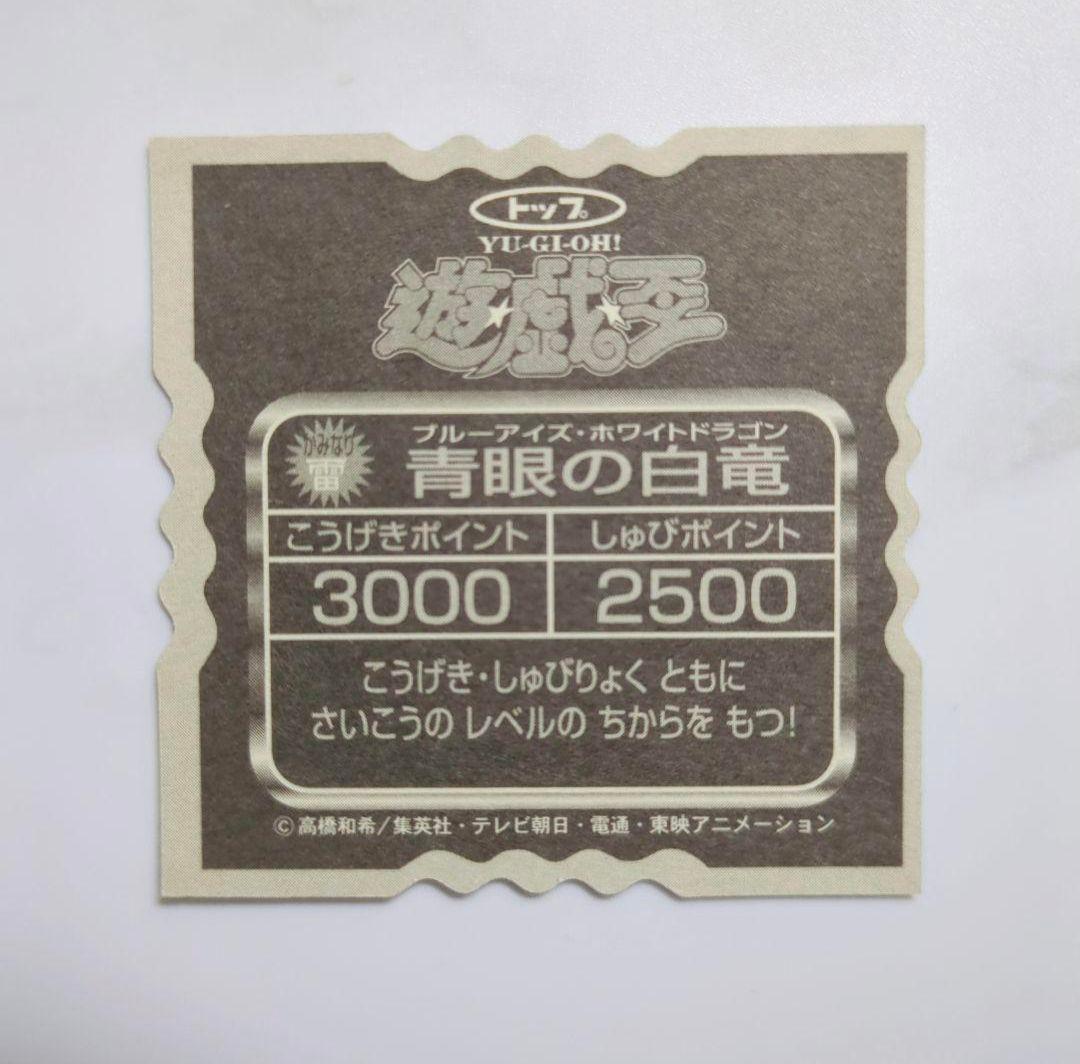 トップ。
YU-GI-OH!
遊戯王
かみなり
雷
ブルーアイズ・ホワイトドラゴン
青眼の白竜
こうげきポイント
しゅびポイント
3000
2500
こうげき・しゅびりょく ともに
さいこうの レベルの ちからを もつ!
©高橋和希/集英社・テレビ朝日・電通・東映アニメーション